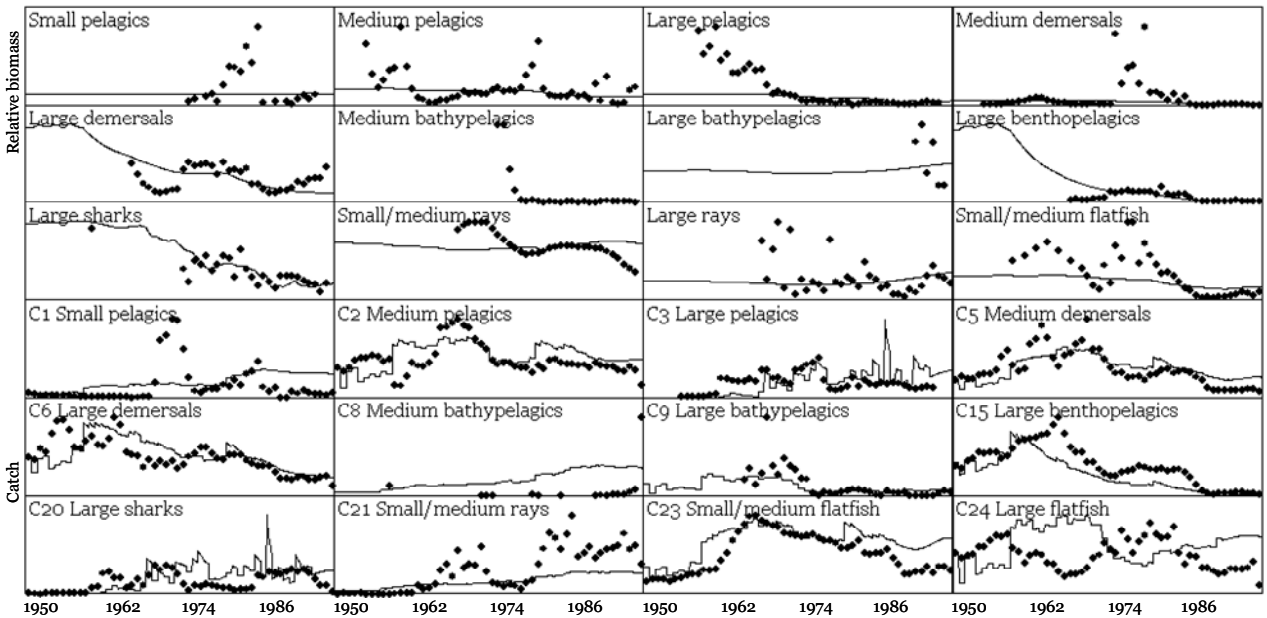 Relative biomass
Small pelagics
Medium pelagics
Large pelagics
Medium demersals
Large demersals
Medium bathypelagics
Large bathypelagics
Large benthopelagics
Large sharks
Small/medium rays
Large rays
Small/medium flatfish
Catch
C1 Small pelagics
C2 Medium pelagics
C3 Large pelagics
C5 Medium demersals
C6 Large demersals
C8 Medium bathypelagics
C9 Large bathypelagics
C15 Large benthopelagics
C20 Large sharks
C21 Small/medium rays
C23 Small/medium flatfish
C24 Large flatfish
1950 1962 1974 1986 1950 1962 1974 1986 1950 1962 1974 1986 1950 1962 1974 1986